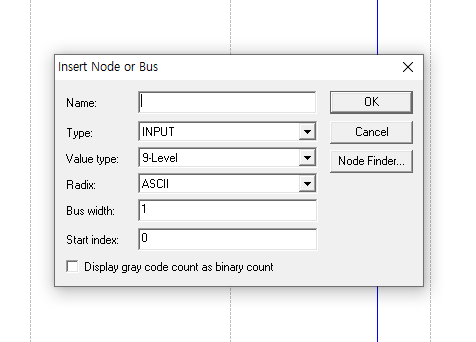 Insert Node or Bus
Name:
OK
Type: INPUT
Cancel
Value type: 9-Level
Node Finder...
Radix: ASCII
Bus width: 1
Start index: 0
Display gray code count as binary count